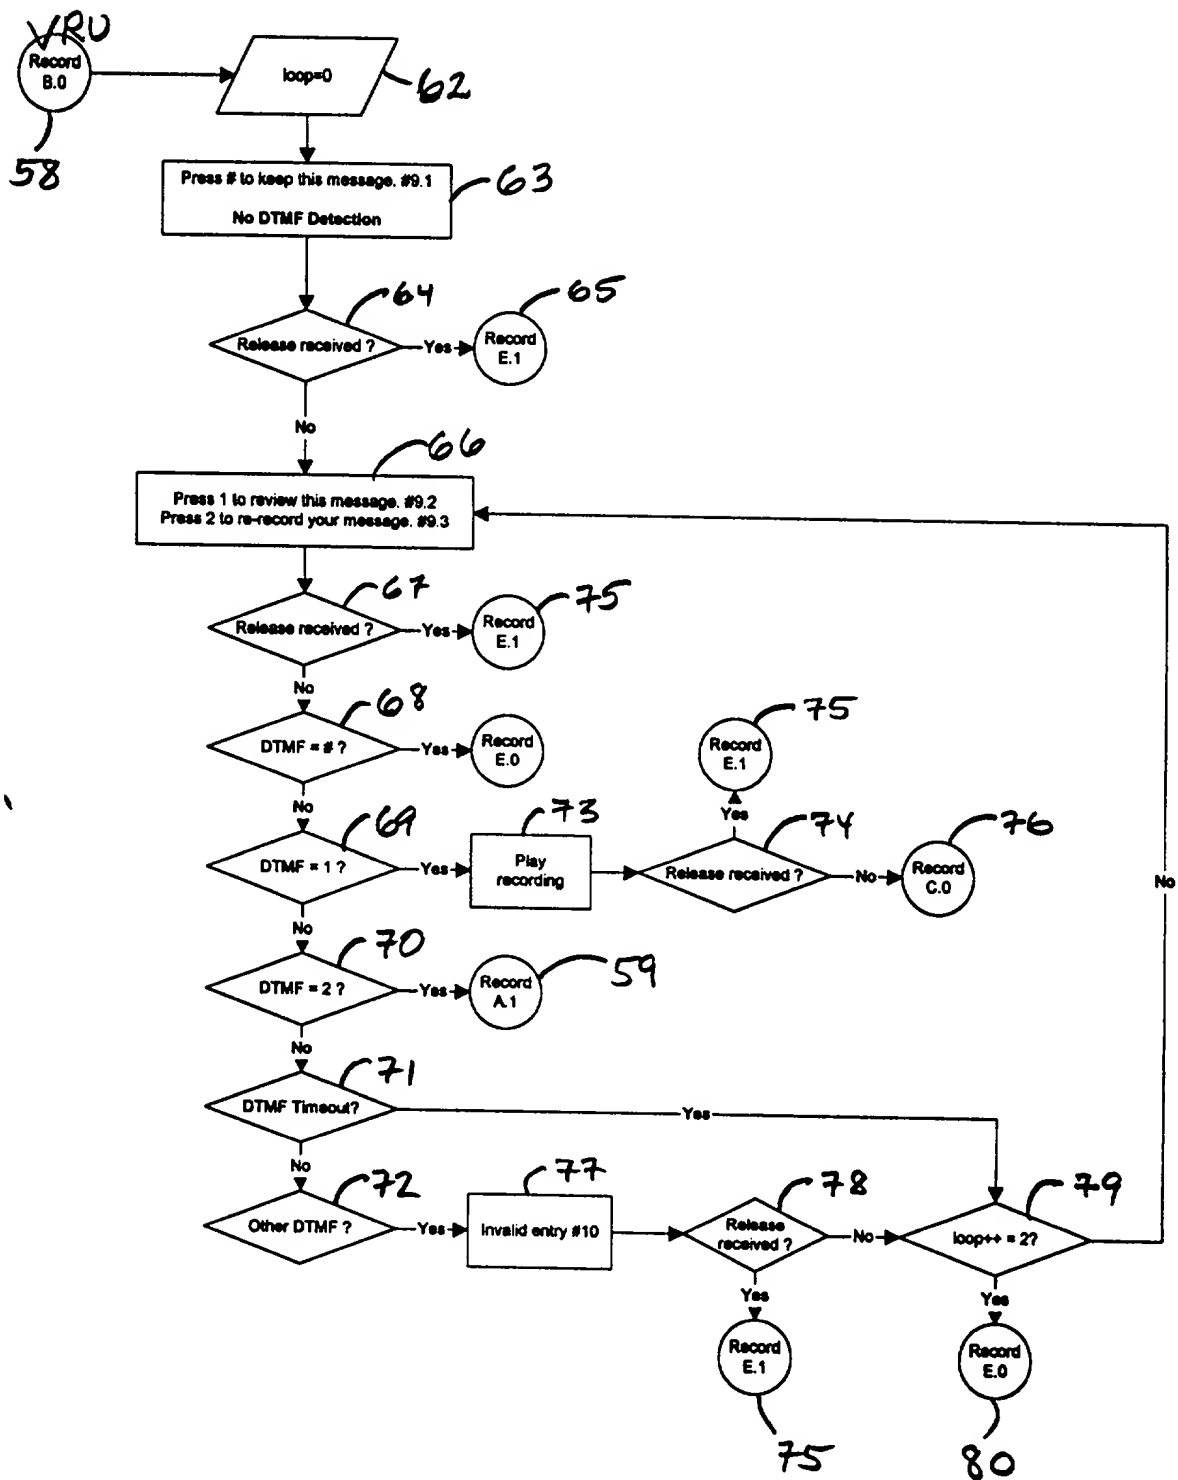 VRU
Record
B.0
58
loop=0
62
Press # to keep this message. #9.1
No DTMF Detection
63
64
Release received ?
Yes
65
Record
E.1
No
66
Press 1 to review this message. #9.2
Press 2 to re-record your message. #9.3
67
Release received ?
Yes
75
Record
E.1
No
68
DTMF = # ?
Yes
Record
E.0
75
Record
E.1
Yes
No
69
DTMF = 1 ?
Yes
73
Play
recording
74
Release received ?
No
76
Record
C.0
No
No
70
DTMF = 2 ?
Yes
59
Record
A.1
No
71
DTMF Timeout?
Yes
No
72
Other DTMF ?
Yes
77
Invalid entry #10
78
Release
received ?
No
79
loop++ = 2?
Yes
Record
E.1
75
Yes
Record
E.0
80